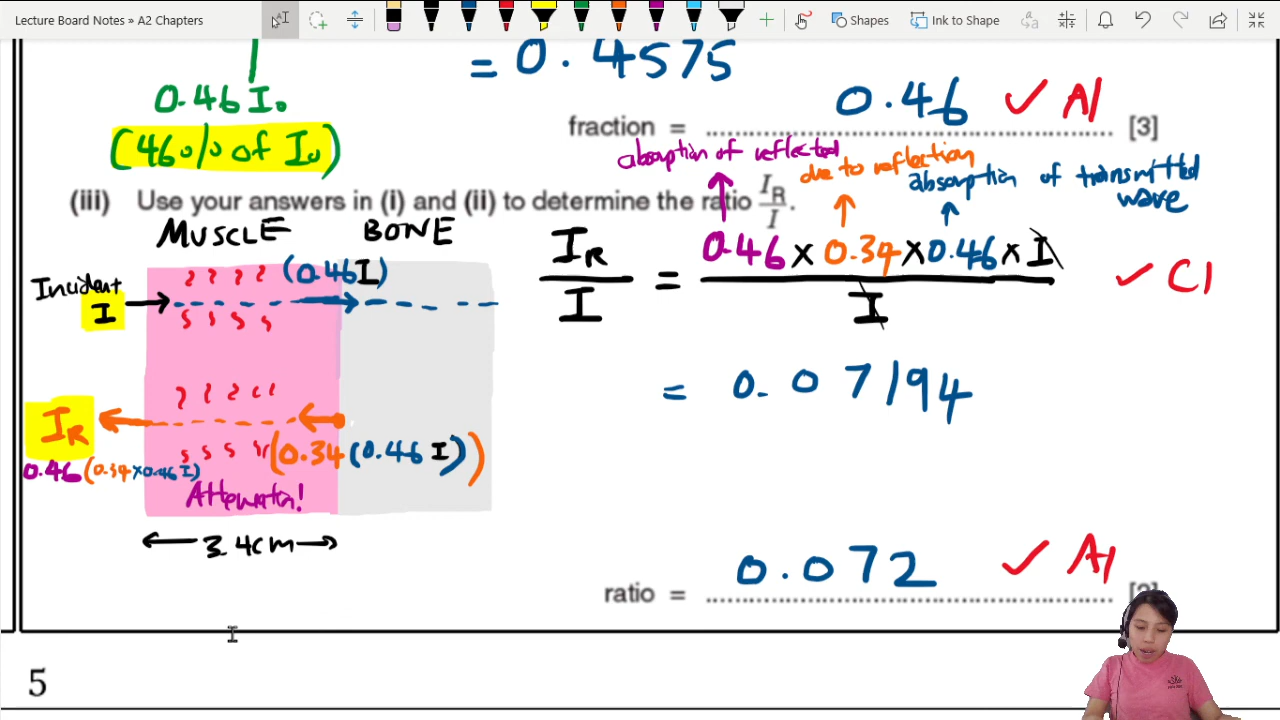 Lecture Board Notes » A2 Chapters
Shapes
Ink to Shape
= 0.4575
0.46 I₀
(46% of I₀)
0.46 ✓ A1
fraction = ........ [3]
absorption of reflected
due to reflection
absorption of transmitted wave
(iii) Use your answers in (i) and (ii) to determine the ratio I_R/I.
MUSCLE BONE
Incident
I
(0.46I)
I_R/I = 0.46 × 0.34 × 0.46 × I / I ✓ C1
= 0.07194
I_R
(0.34(0.46 I))
0.46(0.34×0.46 I)
Attenuation!
3.4cm
0.072 ✓ A1
ratio = ........
5